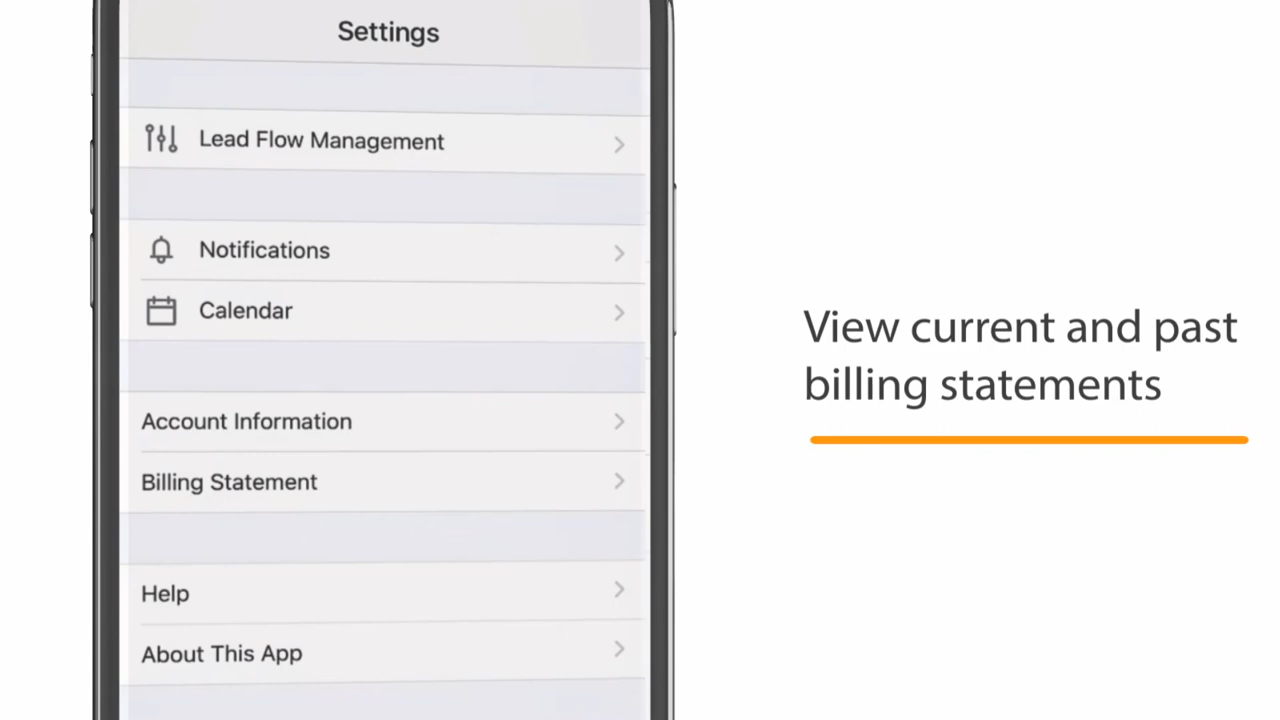 Settings
Lead Flow Management
Notifications
Calendar
Account Information
Billing Statement
Help
About This App
View current and past
billing statements